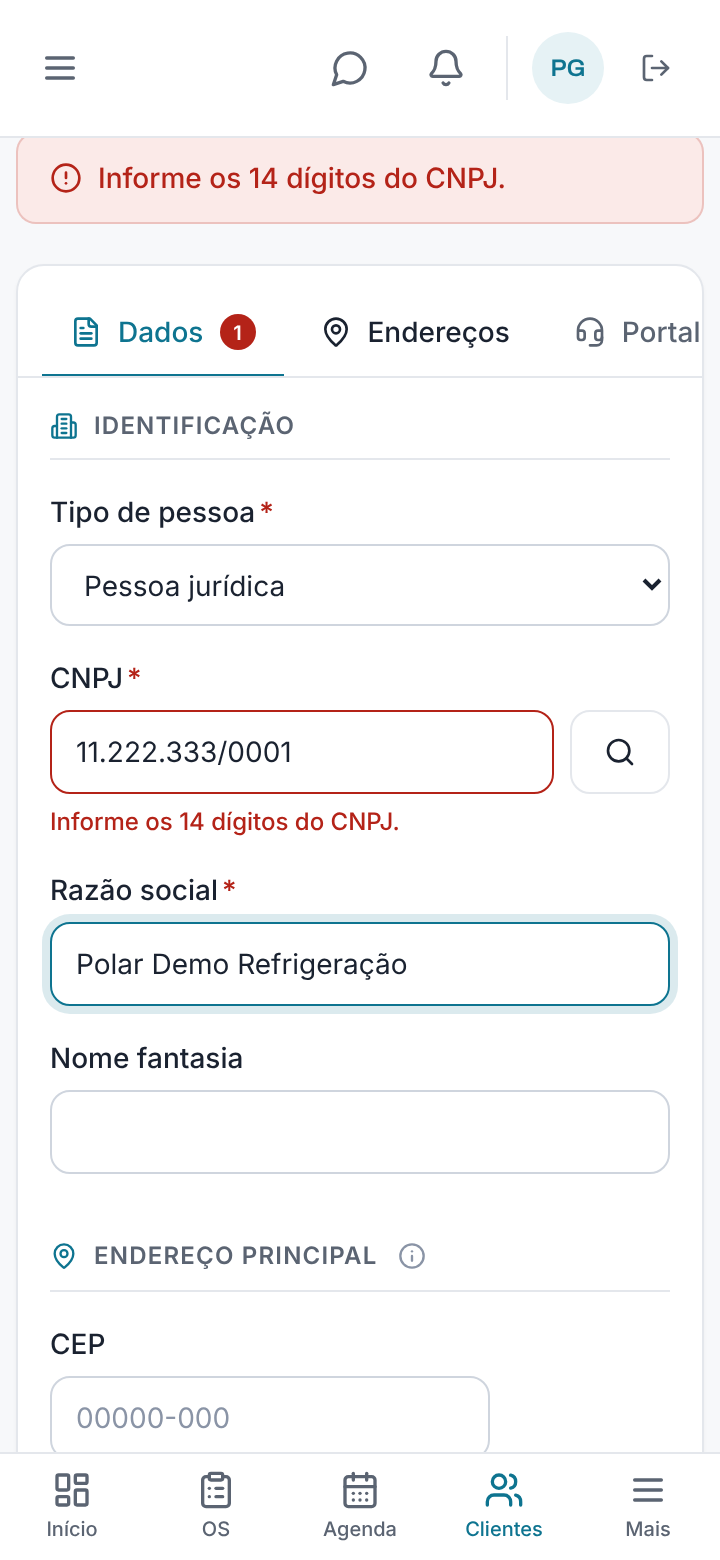 PG
Informe os 14 dígitos do CNPJ.
Dados 1 Endereços Portal
IDENTIFICAÇÃO
Tipo de pessoa*
Pessoa jurídica
CNPJ*
11.222.333/0001
Informe os 14 dígitos do CNPJ.
Razão social*
Polar Demo Refrigeração
Nome fantasia
ENDEREÇO PRINCIPAL
CEP
00000-000
Início OS Agenda Clientes Mais